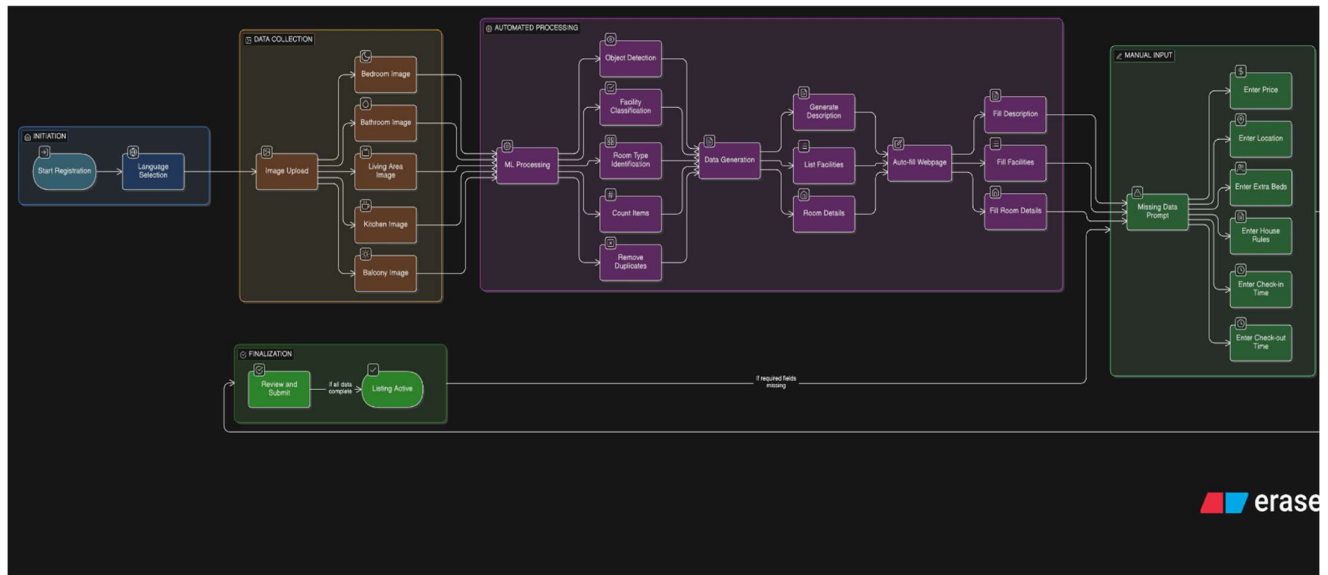 INITIATION
Start Registration
Language
Selection
DATA COLLECTION
Image Upload
Bedroom Image
Bathroom Image
Living Area
Image
Kitchen Image
Balcony Image
AUTOMATED PROCESSING
ML Processing
Object Detection
Facility
Classification
Room Type
Identification
Count Items
Remove
Duplicates
Data Generation
Generate
Description
List Facilities
Room Details
Auto-fill Webpage
Fill Description
Fill Facilities
Fill Room Details
MANUAL INPUT
Missing Data
Prompt
Enter Price
Enter Location
Enter Extra Beds
Enter House
Rules
Enter Check-in
Time
Enter Check-out
Time
FINALIZATION
Review and
Submit
if all data
complete
Listing Active
If required fields
missing
erase